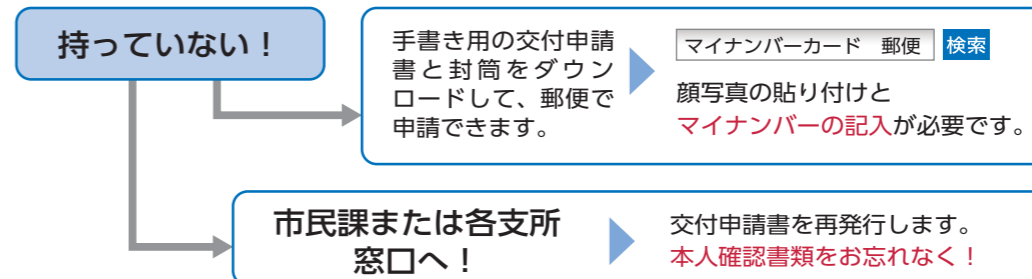 持っていない！
手書き用の交付申請
書と封筒をダウン
ロードして、郵便で
申請できます。
マイナンバーカード　郵便　検索
顔写真の貼り付けと
マイナンバーの記入が必要です。
市民課または各支所
窓口へ！
交付申請書を再発行します。
本人確認書類をお忘れなく！